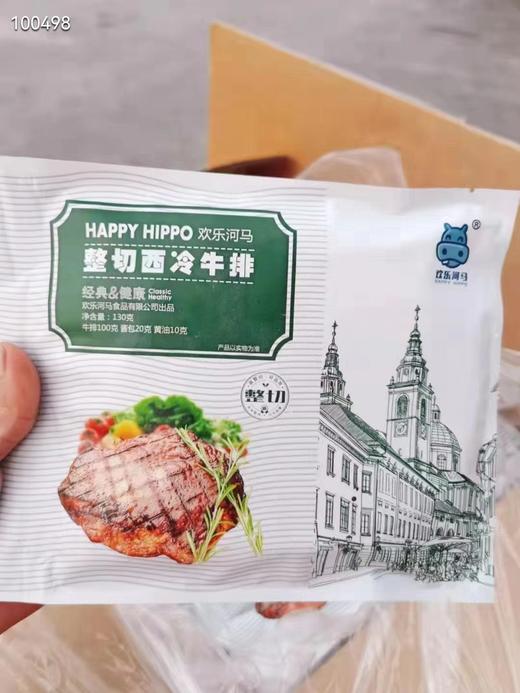 100498
HAPPY HIPPO 欢乐河马
整切西冷牛排
经典&健康 Classic Healthy
欢乐河马食品有限公司出品
净含量:130克
牛排100克 酱包20克 黄油10克
产品以实物为准
整切
®
欢乐河马
HAPPY HIPPO